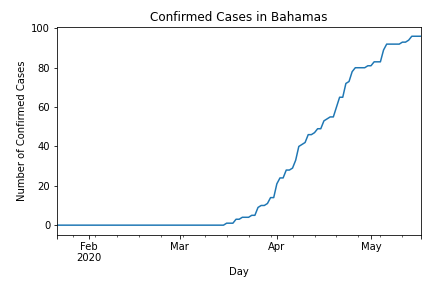 Confirmed Cases in Bahamas
Number of Confirmed Cases
100
80
60
40
20
0
Feb
2020
Mar
Apr
May
Day